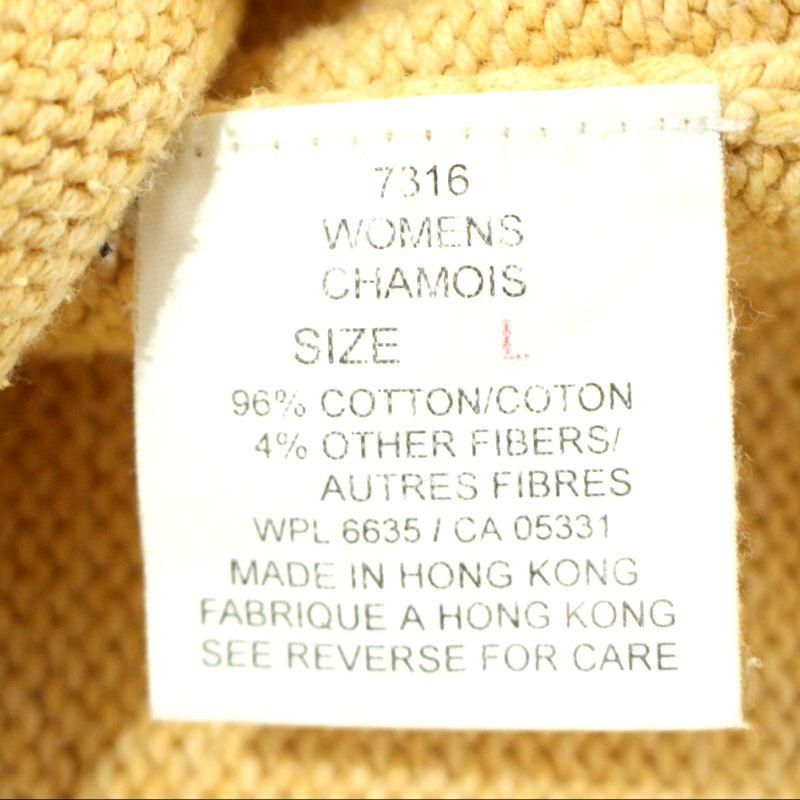 7316
WOMENS
CHAMOIS
SIZE L
96% COTTON/COTON
4% OTHER FIBERS/
AUTRES FIBRES
WPL 6635 / CA 05331
MADE IN HONG KONG
FABRIQUE A HONG KONG
SEE REVERSE FOR CARE